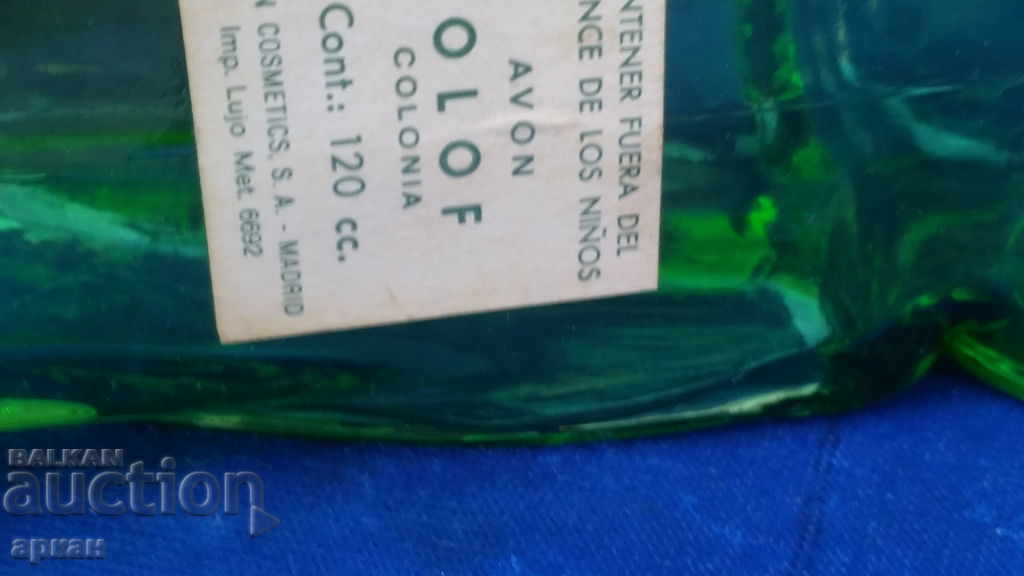 NTENER FUERA DEL
NCE DE LOS NIÑOS
AVON
OLOF
COLONIA
Cont.: 120 cc.
N COSMETICS. S. A. - MADRID
Imp. Lujo Met. 6692
BALKAN
auction
аркан